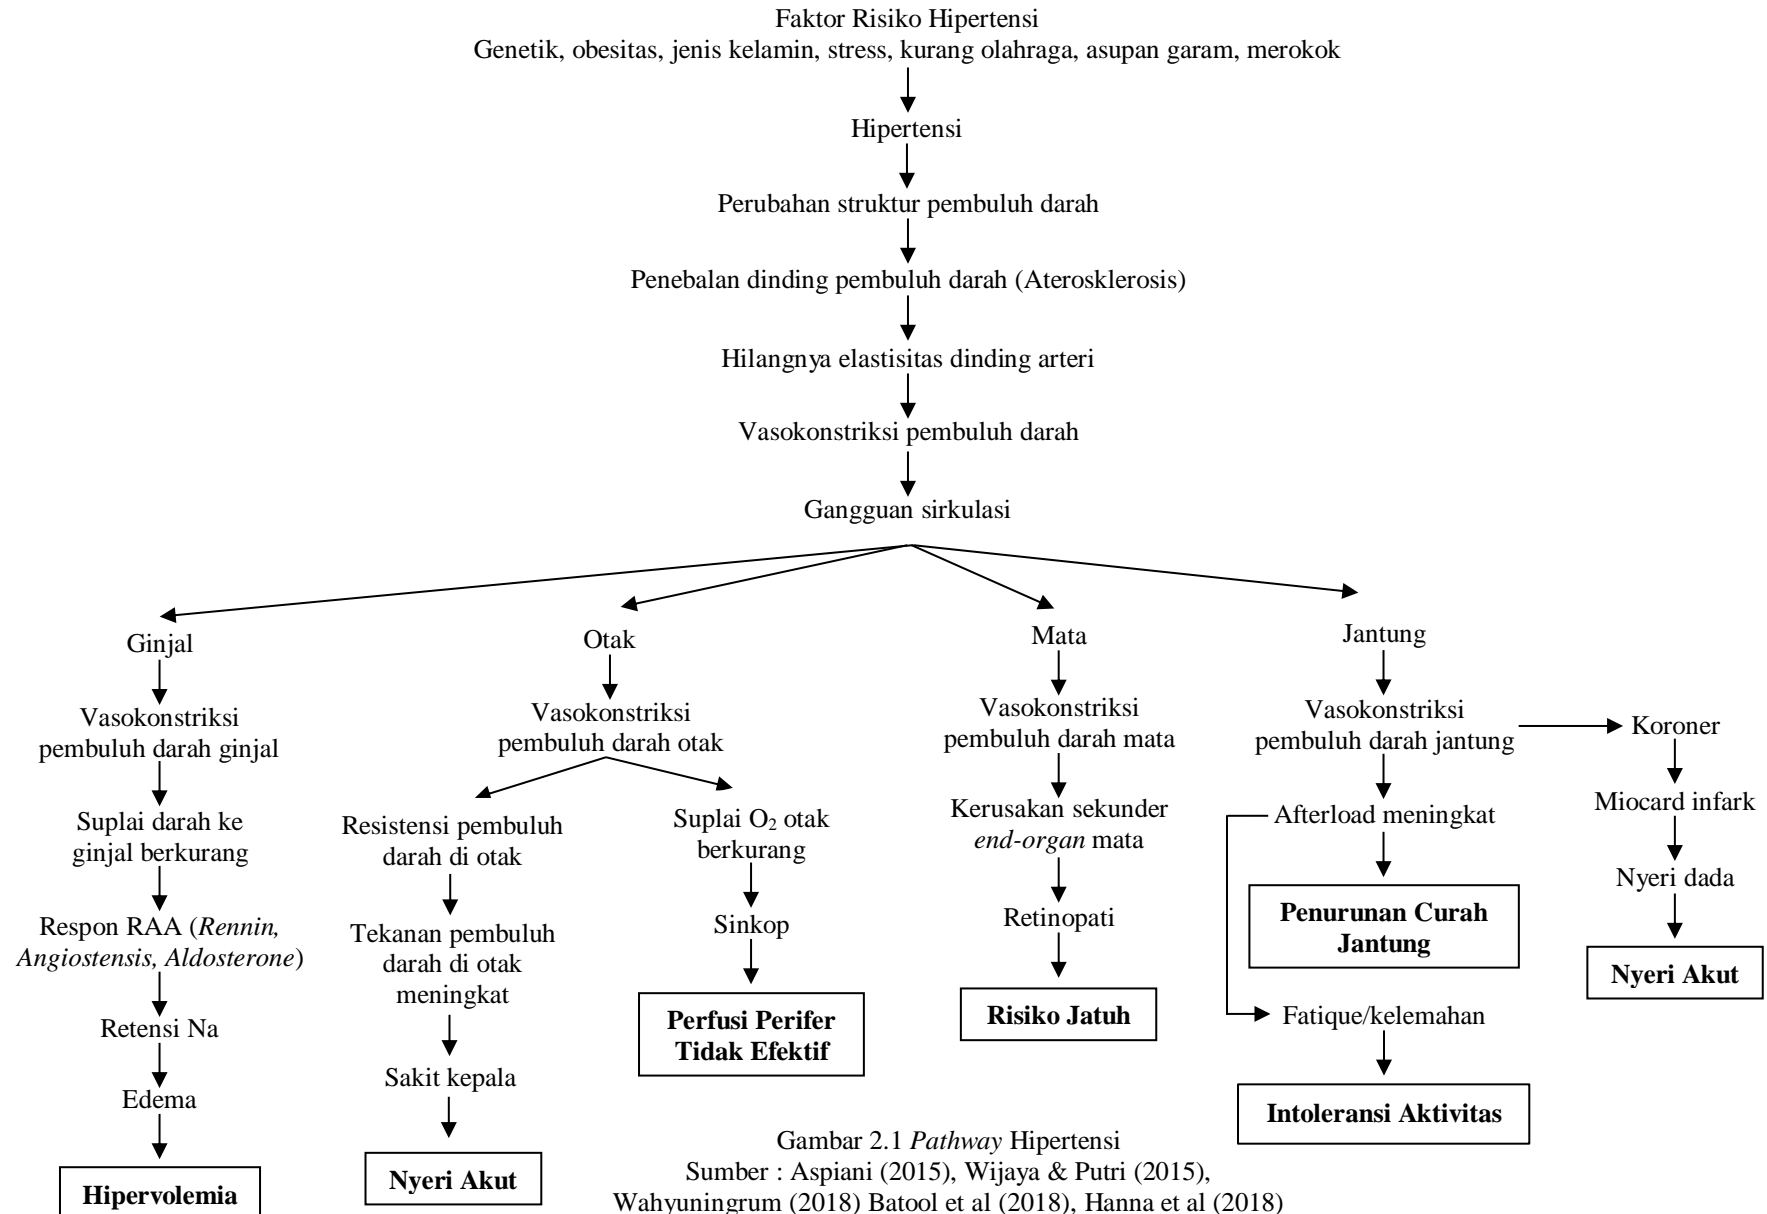 Faktor Risiko Hipertensi
Genetik, obesitas, jenis kelamin, stress, kurang olahraga, asupan garam, merokok
Hipertensi
Perubahan struktur pembuluh darah
Penebalan dinding pembuluh darah (Aterosklerosis)
Hilangnya elastisitas dinding arteri
Vasokonstriksi pembuluh darah
Gangguan sirkulasi
Ginjal
Vasokonstriksi
pembuluh darah ginjal
Suplai darah ke
ginjal berkurang
Respon RAA (Rennin,
Angiostensis, Aldosterone)
Retensi Na
Edema
Hipervolemia
Otak
Vasokonstriksi
pembuluh darah otak
Resistensi pembuluh
darah di otak
Tekanan pembuluh
darah di otak
meningkat
Sakit kepala
Nyeri Akut
Suplai O₂ otak
berkurang
Sinkop
Perfusi Perifer
Tidak Efektif
Mata
Vasokonstriksi
pembuluh darah mata
Kerusakan sekunder
end-organ mata
Retinopati
Risiko Jatuh
Jantung
Vasokonstriksi
pembuluh darah jantung
Afterload meningkat
Penurunan Curah
Jantung
Fatique/kelemahan
Intoleransi Aktivitas
Koroner
Miocard infark
Nyeri dada
Nyeri Akut
Gambar 2.1 Pathway Hipertensi
Sumber : Aspiani (2015), Wijaya & Putri (2015),
Wahyuningrum (2018) Batool et al (2018), Hanna et al (2018)